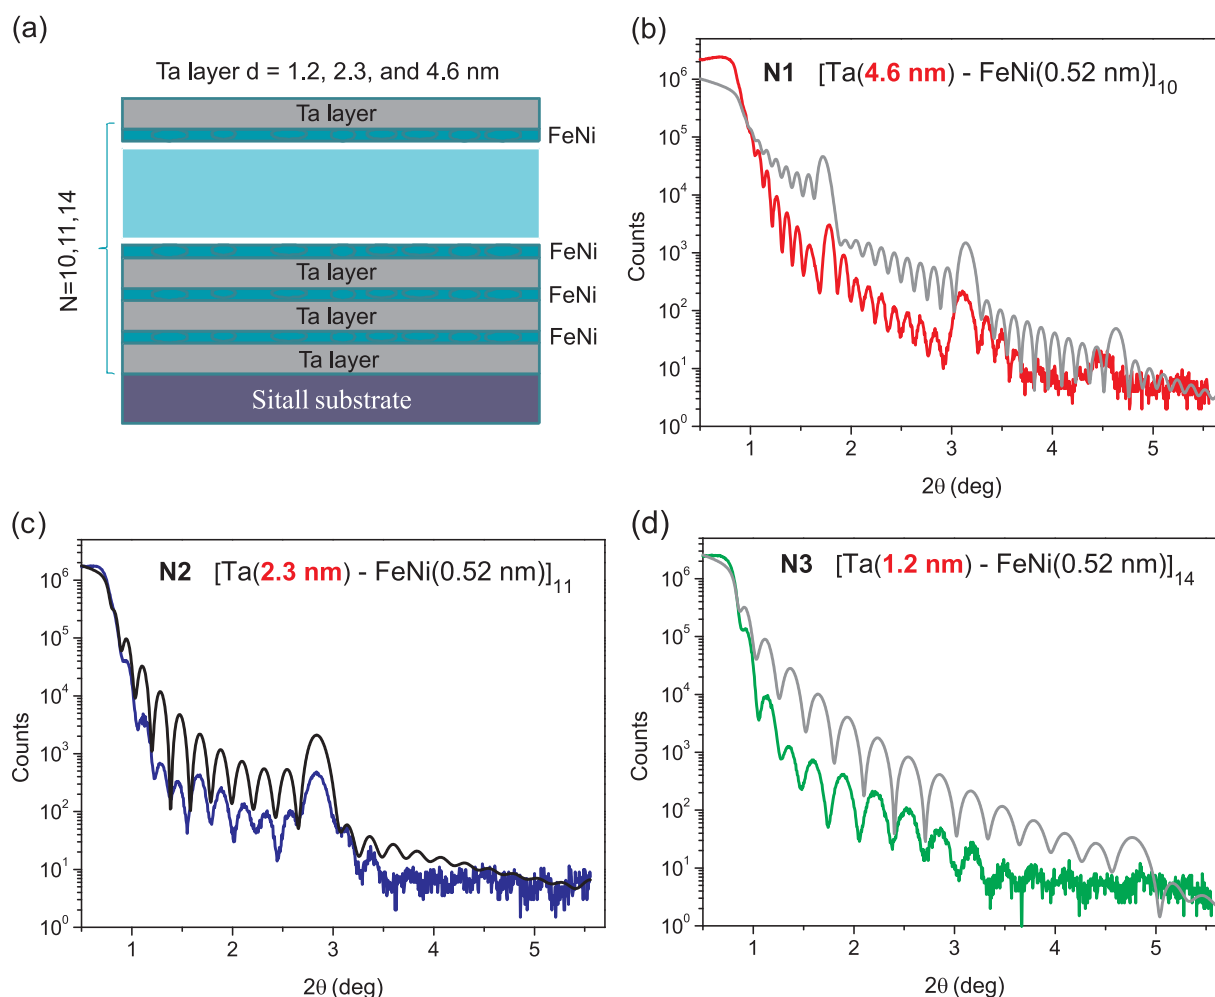 (a)
Ta layer d = 1.2, 2.3, and 4.6 nm
Ta layer
FeNi
N=10,11,14
FeNi
Ta layer
FeNi
Ta layer
FeNi
Ta layer
Sitall substrate
(b)
N1 [Ta(4.6 nm) - FeNi(0.52 nm)]10
Counts
10^6
10^5
10^4
10^3
10^2
10^1
10^0
1 2 3 4 5
2θ (deg)
(c)
N2 [Ta(2.3 nm) - FeNi(0.52 nm)]11
Counts
10^6
10^5
10^4
10^3
10^2
10^1
10^0
1 2 3 4 5
2θ (deg)
(d)
N3 [Ta(1.2 nm) - FeNi(0.52 nm)]14
Counts
10^6
10^5
10^4
10^3
10^2
10^1
10^0
1 2 3 4 5
2θ (deg)